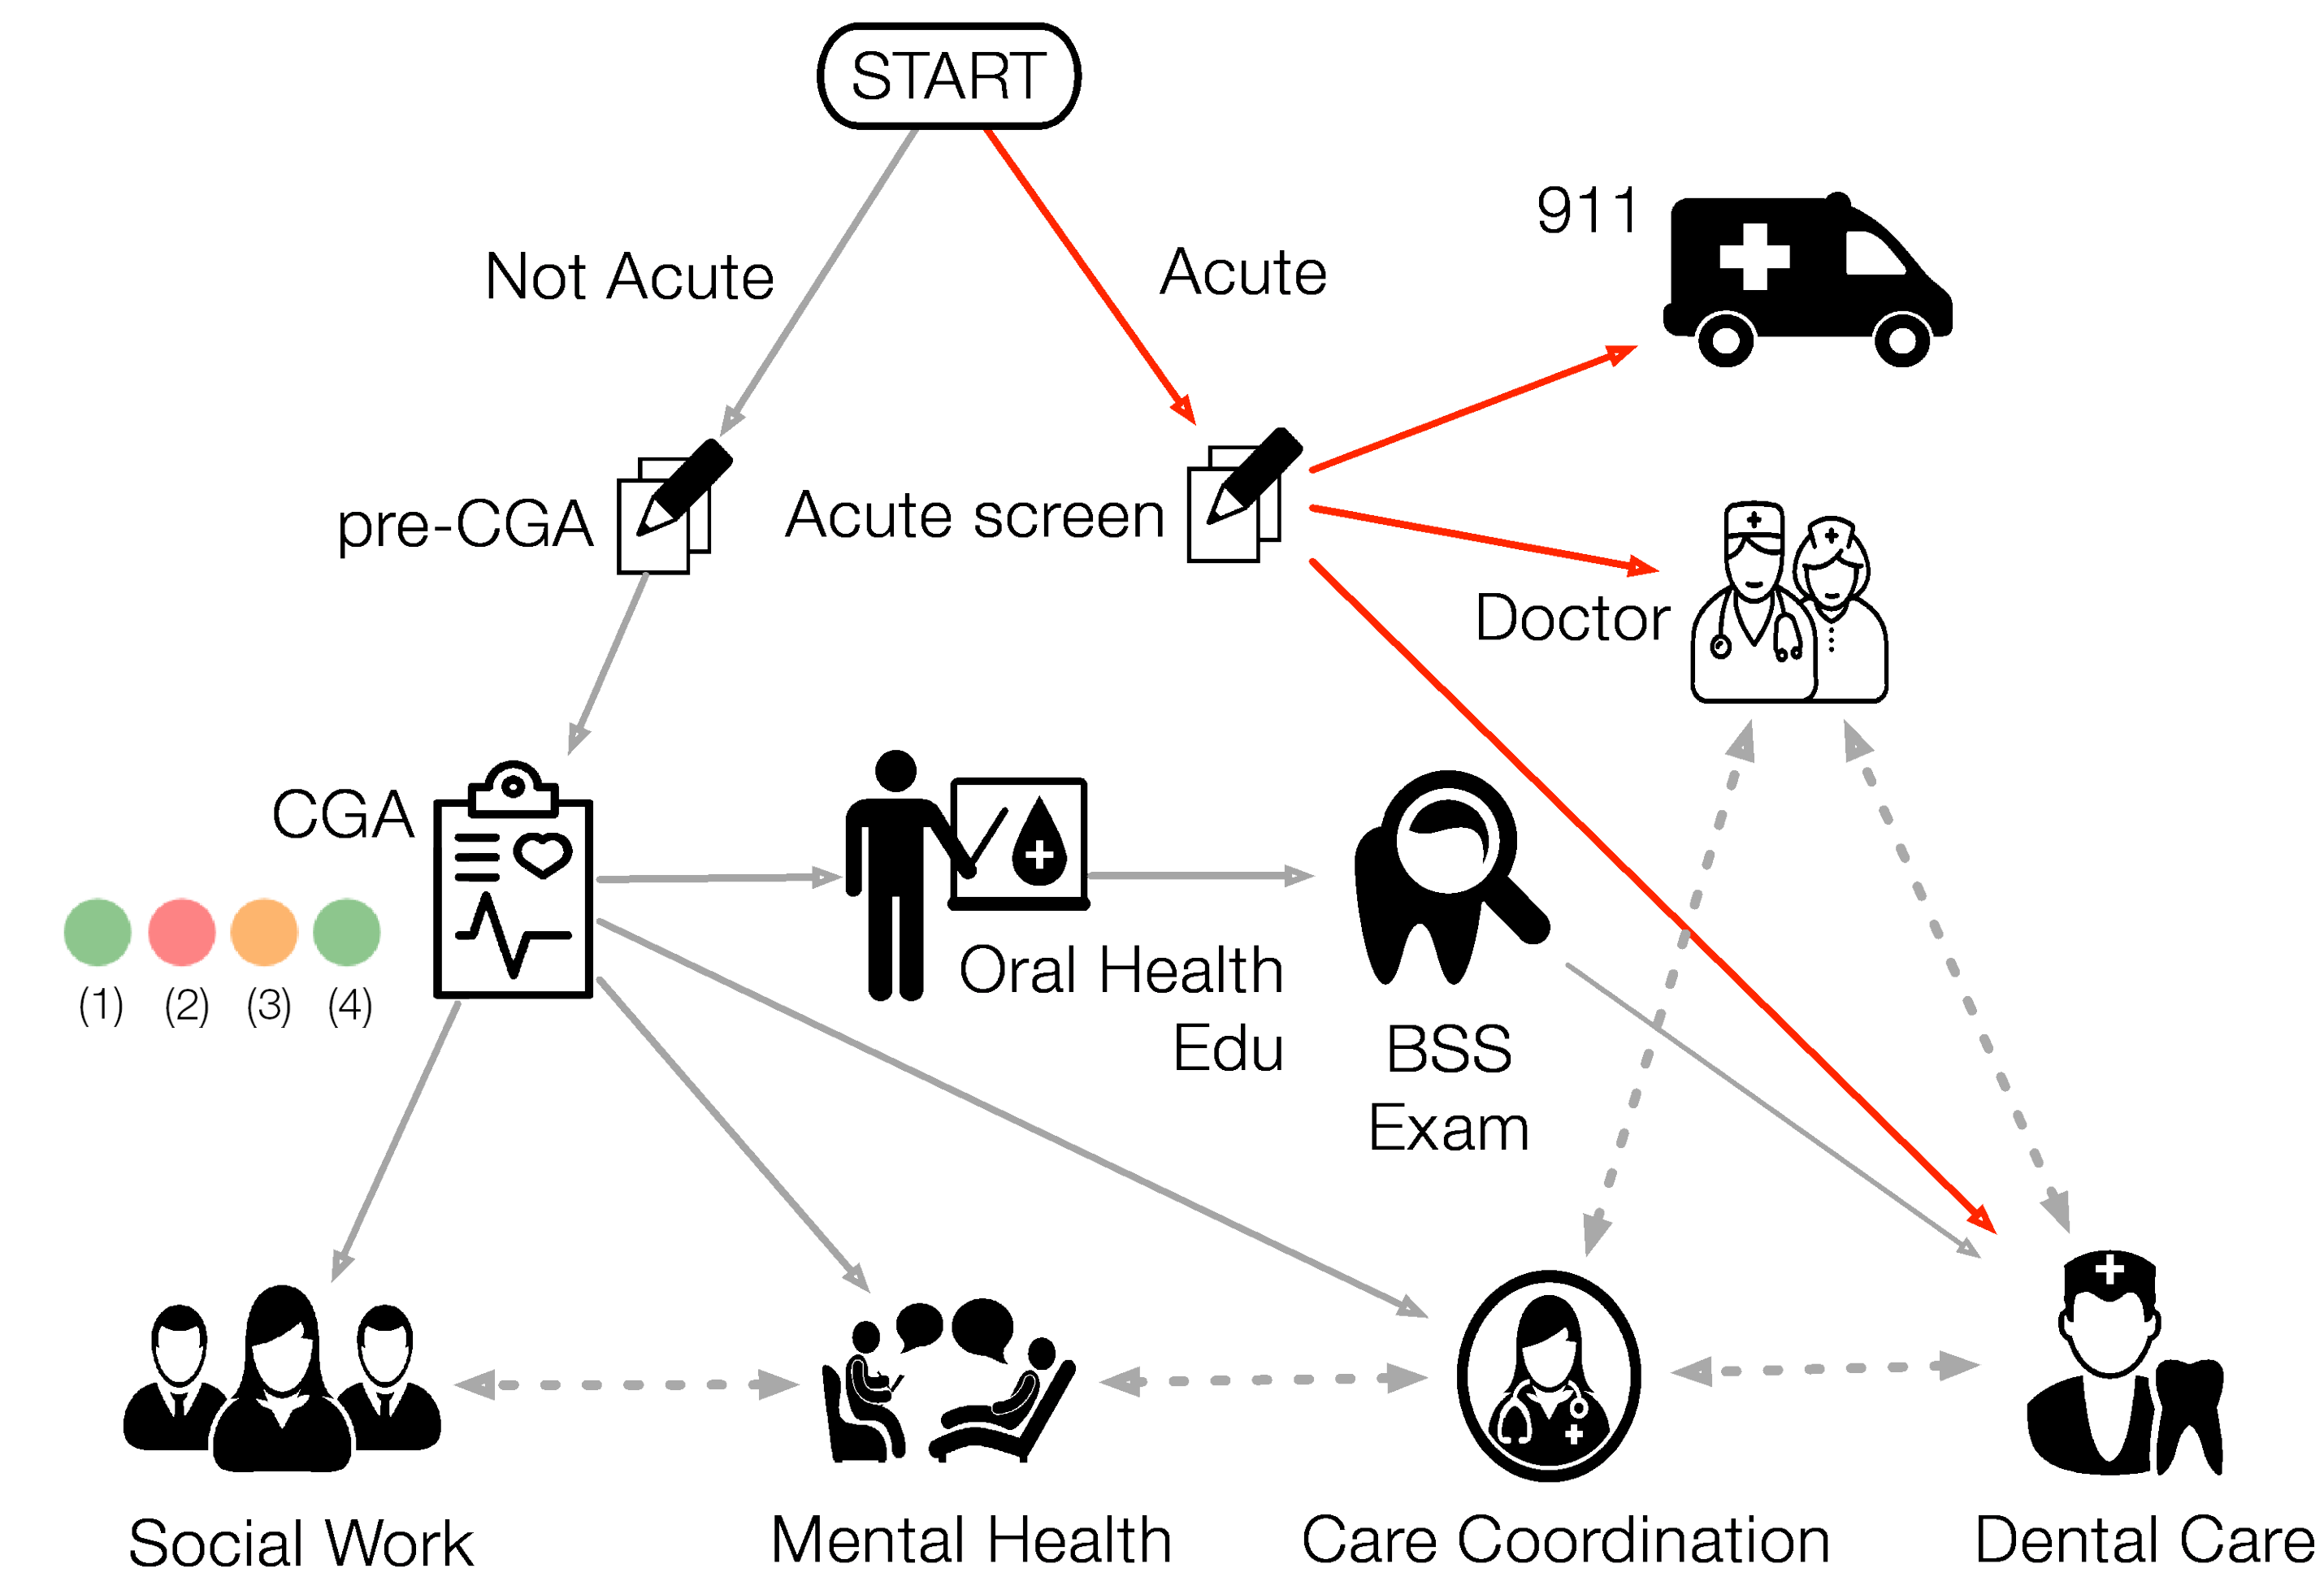 START
911
Not Acute
Acute
pre-CGA
Acute screen
Doctor
CGA
Oral Health
Edu
BSS
Exam
(1) (2) (3) (4)
Social Work
Mental Health
Care Coordination
Dental Care